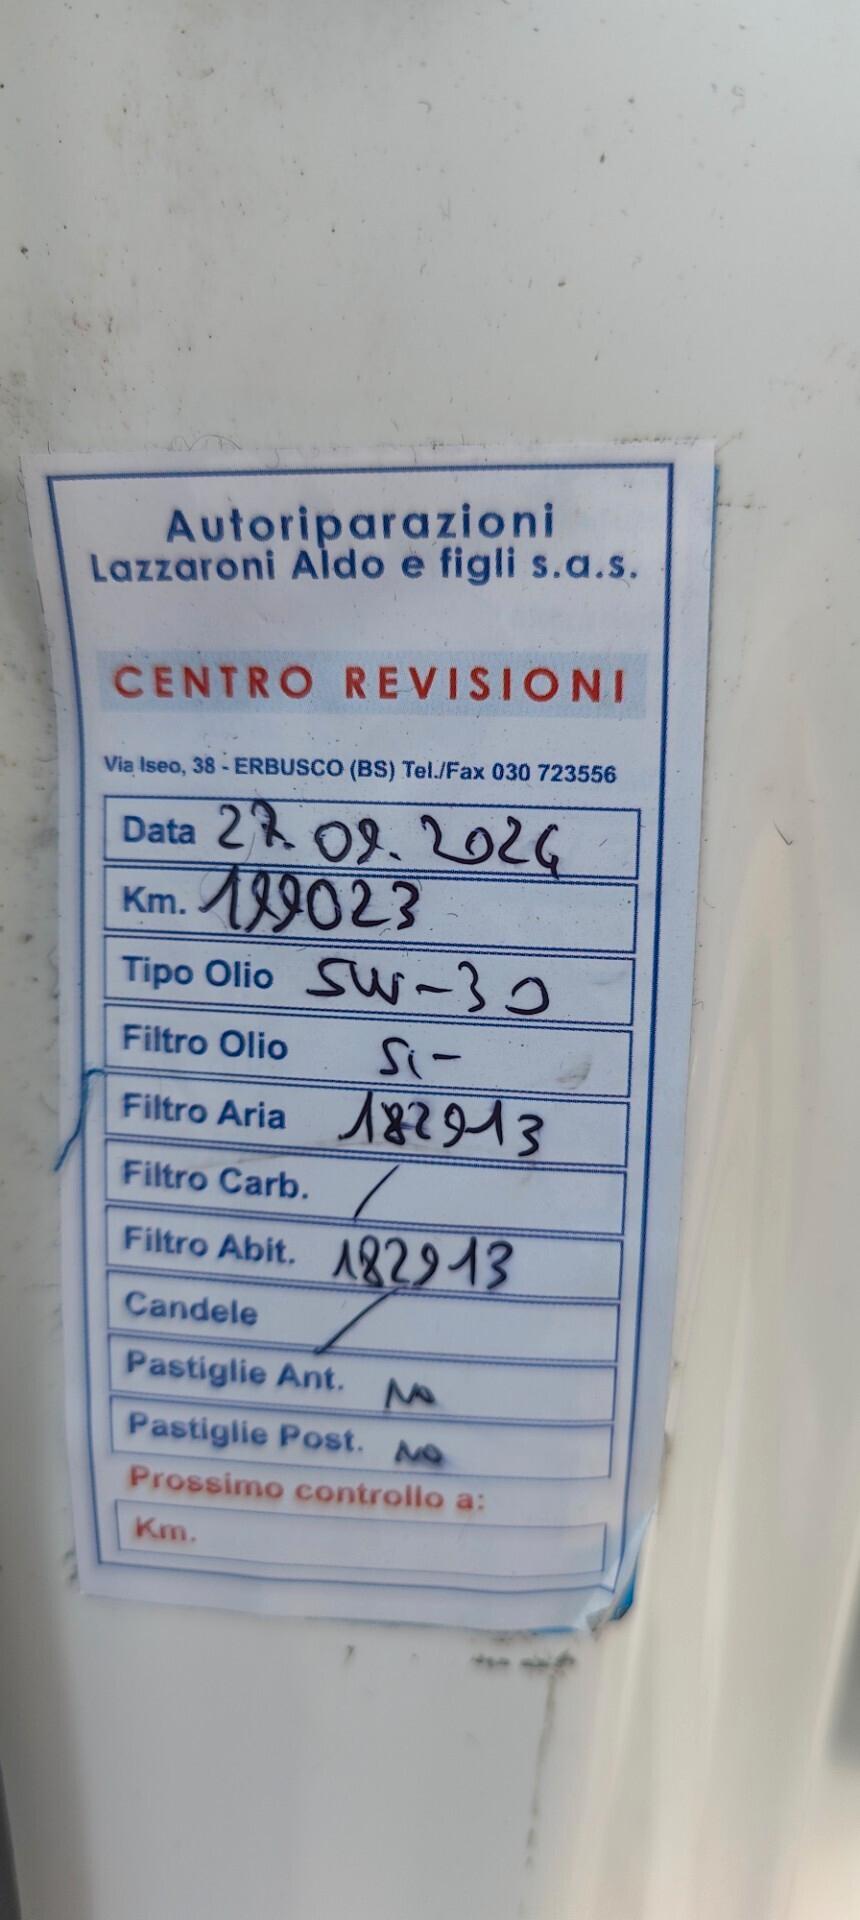 Autoriparazioni
Lazzaroni Aldo e figli s.a.s.
CENTRO REVISIONI
Via Iseo, 38 - ERBUSCO (BS) Tel./Fax 030 723556
Data 27.09.2024
Km. 199023
Tipo Olio 5W-30
Filtro Olio Si-
Filtro Aria 182913
Filtro Carb. /
Filtro Abit. 182913
Candele /
Pastiglie Ant. No
Pastiglie Post. No
Prossimo controllo a:
Km.